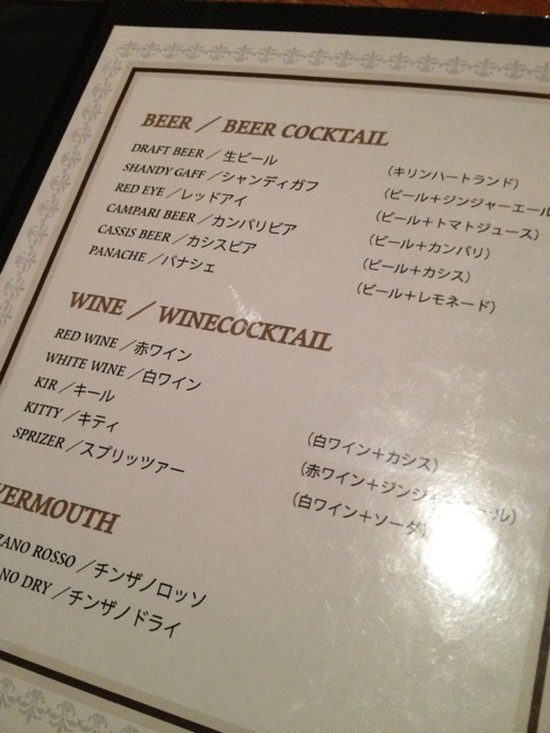 BEER／BEER COCKTAIL
DRAFT BEER／生ビール （キリンハートランド）
SHANDY GAFF／シャンディガフ （ビール＋ジンジャーエール
RED EYE／レッドアイ （ビール＋トマトジュース）
CAMPARI BEER／カンパリビア （ビール＋カンパリ）
CASSIS BEER／カシスビア （ビール＋カシス）
PANACHE／パナシェ （ビール＋レモネード）
WINE／WINECOCKTAIL
RED WINE／赤ワイン
WHITE WINE／白ワイン
KIR／キール （白ワイン＋カシス）
KITTY／キティ （赤ワイン＋
SPRIZER／スプリッツァー （白ワイン＋ソーダ
VERMOUTH
ZANO ROSSO／チンザノロッソ
NO DRY／チンザノドライ